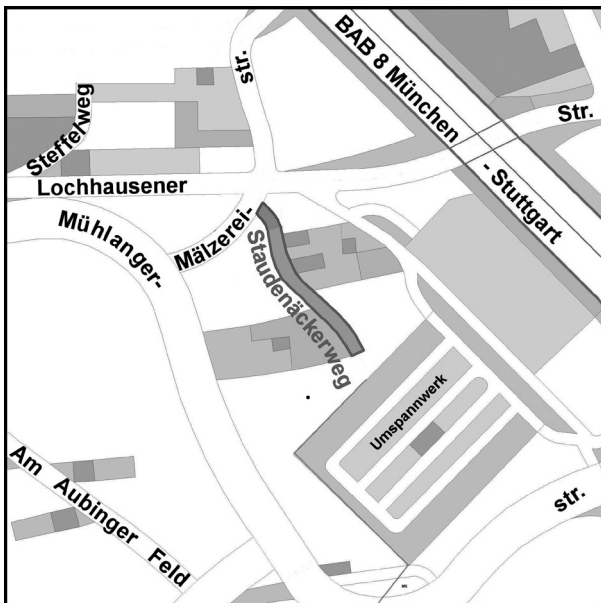 BAB 8 München
- Stuttgart
str.
Str.
Steffelweg
Lochhausener
Mühlanger-
Mälzerei-
Staudenäckerweg
Umspannwerk
Am Aubinger Feld
str.